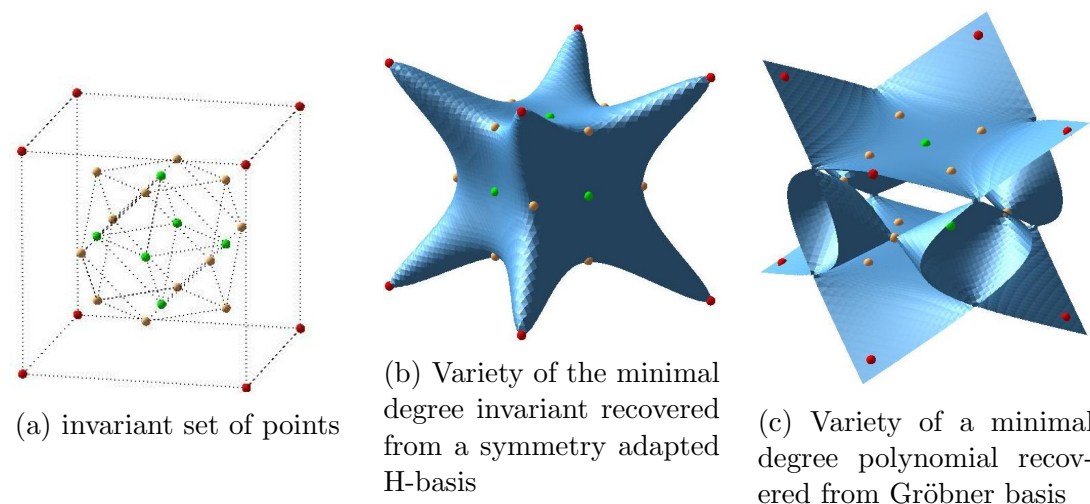 (a) invariant set of points
(b) Variety of the minimal
degree invariant recovered
from a symmetry adapted
H-basis
(c) Variety of a minimal
degree polynomial recov-
ered from Gröbner basis